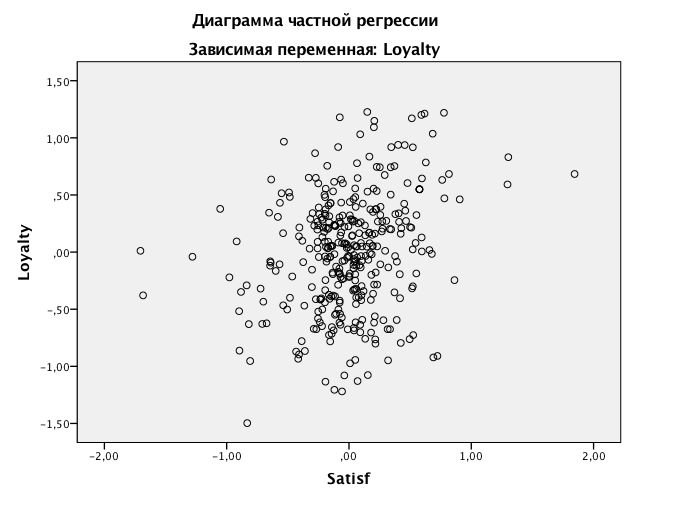 Диаграмма частной регрессии
Зависимая переменная: Loyalty
1,50
1,00
,50
,00
-,50
-1,00
-1,50
Loyalty
-2,00 -1,00 ,00 1,00 2,00
Satisf